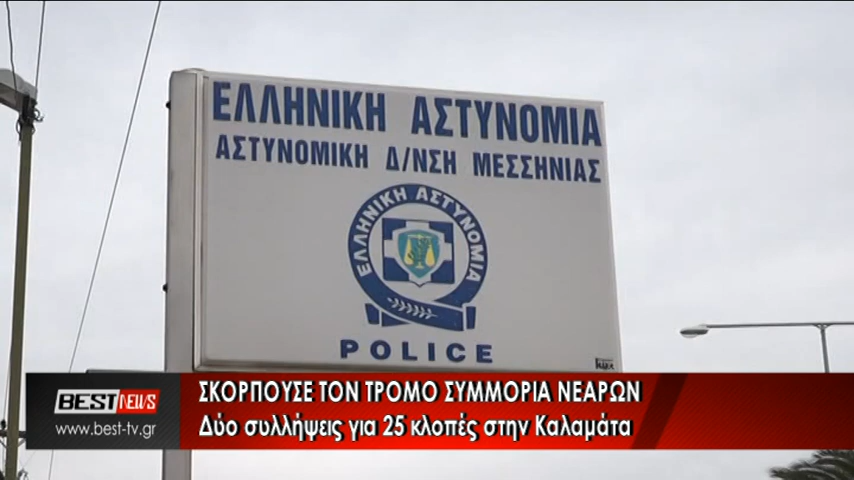 ΕΛΛΗΝΙΚΗ ΑΣΤΥΝΟΜΙΑ
ΑΣΤΥΝΟΜΙΚΗ Δ/ΝΣΗ ΜΕΣΣΗΝΙΑΣ
ΕΛΛΗΝΙΚΗ ΑΣΤΥΝΟΜΙΑ
POLICE
BEST NEWS
www.best-tv.gr
ΣΚΟΡΠΟΥΣΕ ΤΟΝ ΤΡΟΜΟ ΣΥΜΜΟΡΙΑ ΝΕΑΡΩΝ
Δύο συλλήψεις για 25 κλοπές στην Καλαμάτα